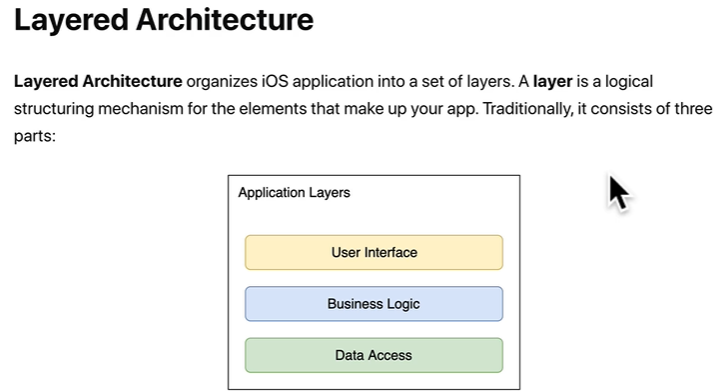 Layered Architecture
Layered Architecture organizes iOS application into a set of layers. A layer is a logical
structuring mechanism for the elements that make up your app. Traditionally, it consists of three
parts:
Application Layers
User Interface
Business Logic
Data Access